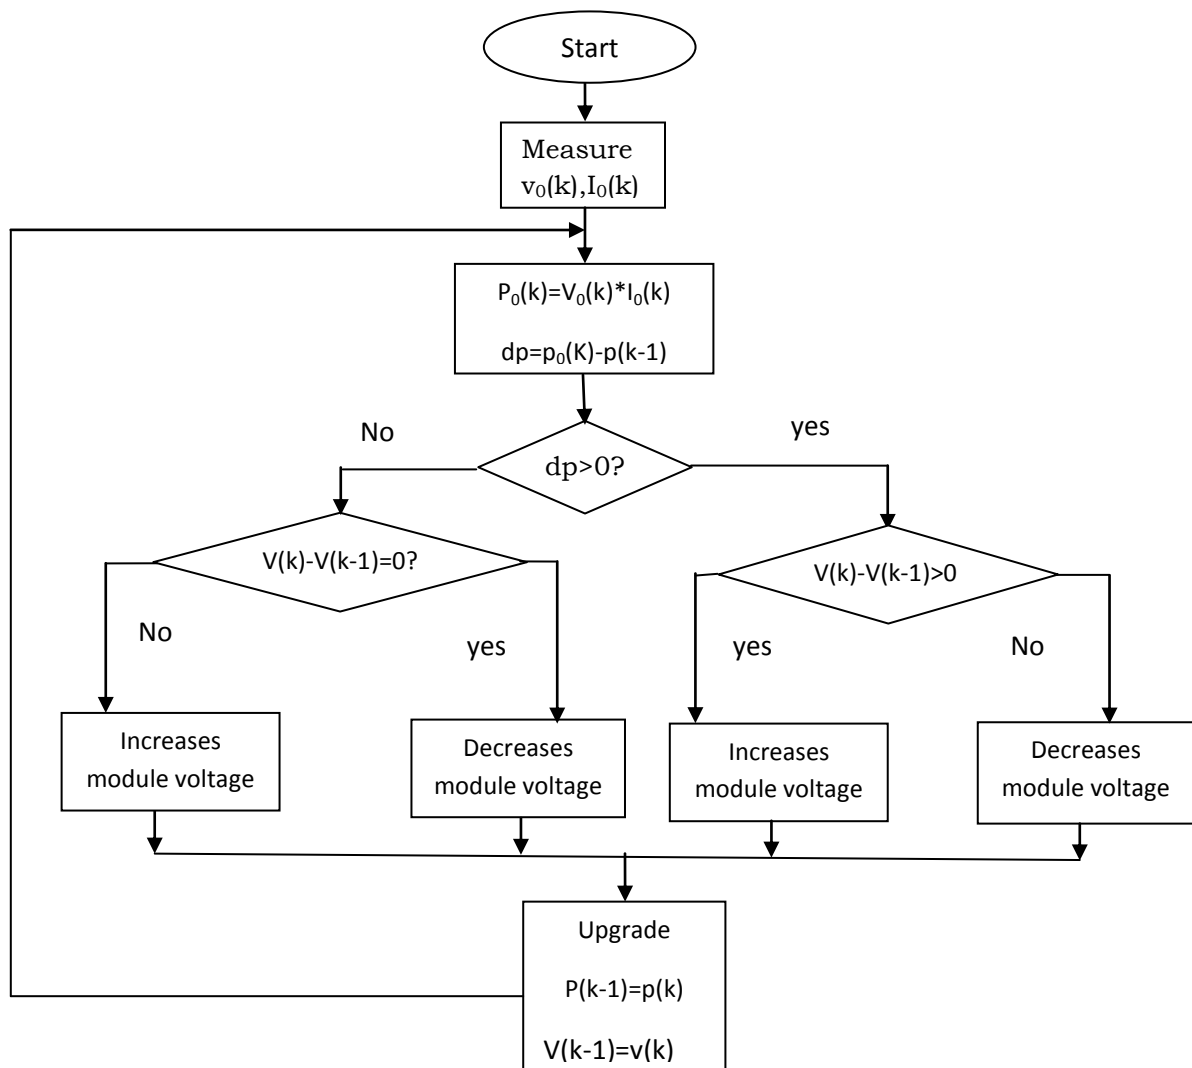 Start
Measure
v₀(k),I₀(k)
P₀(k)=V₀(k)*I₀(k)
dp=p₀(K)-p(k-1)
No
yes
dp>0?
V(k)-V(k-1)=0?
V(k)-V(k-1)>0
No
yes
yes
No
Increases
module voltage
Decreases
module voltage
Increases
module voltage
Decreases
module voltage
Upgrade
P(k-1)=p(k)
V(k-1)=v(k)